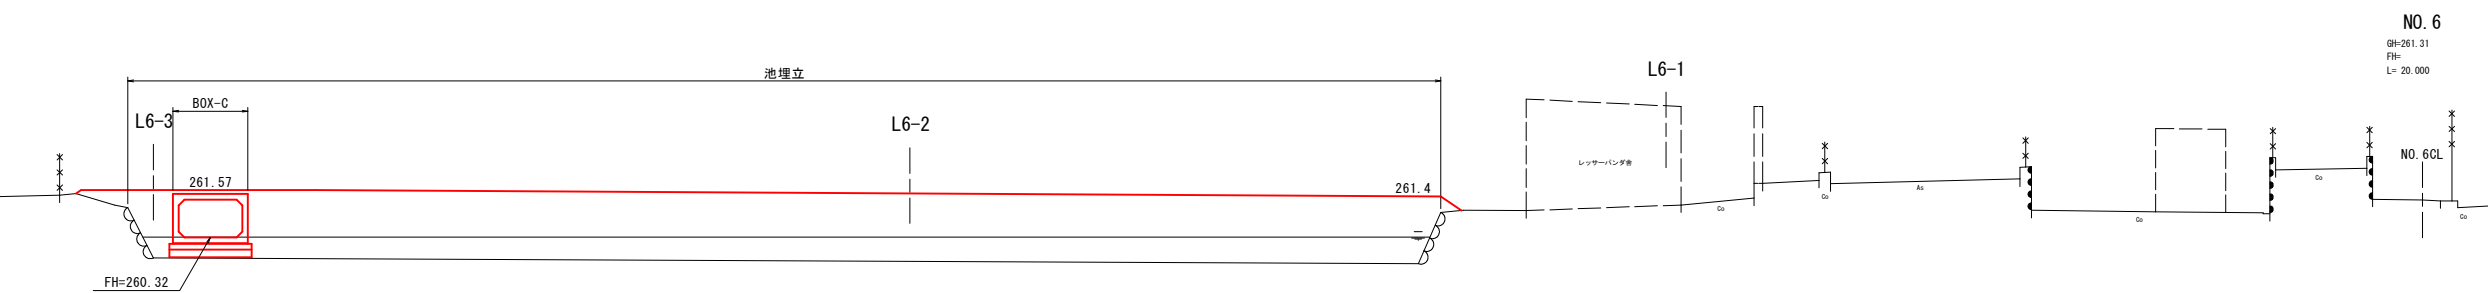 NO.6
GH=261.31
FH=
L= 20.000
池埋立
L6-1
BOX-C
L6-3
L6-2
NO.6CL
レッサーパンダ舎
261.57
261.4
Co
Co
As
Co
Co
Co
FH=260.32